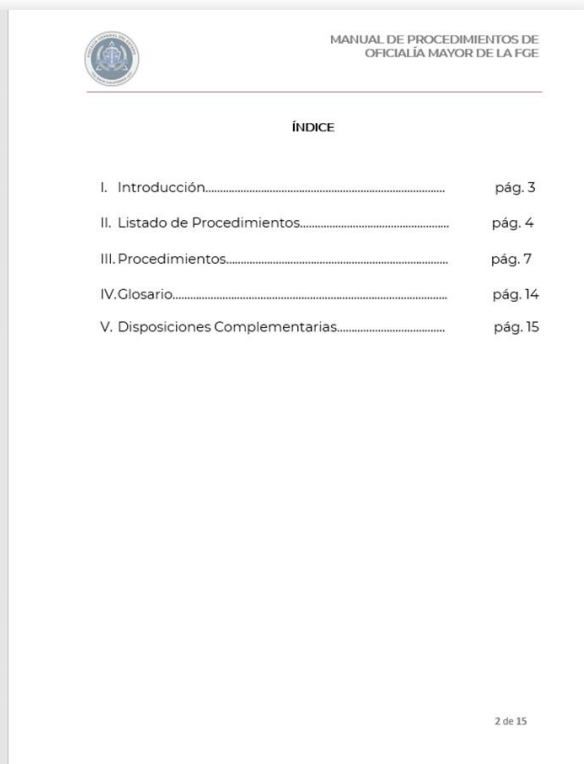 MANUAL DE PROCEDIMIENTOS DE
OFICIALÍA MAYOR DE LA FGE
ÍNDICE
I. Introducción.......................................................................................... pág. 3
II. Listado de Procedimientos...................................................... pág. 4
III. Procedimientos.................................................................................. pág. 7
IV. Glosario.................................................................................................... pág. 14
V. Disposiciones Complementarias....................................... pág. 15
2 de 15